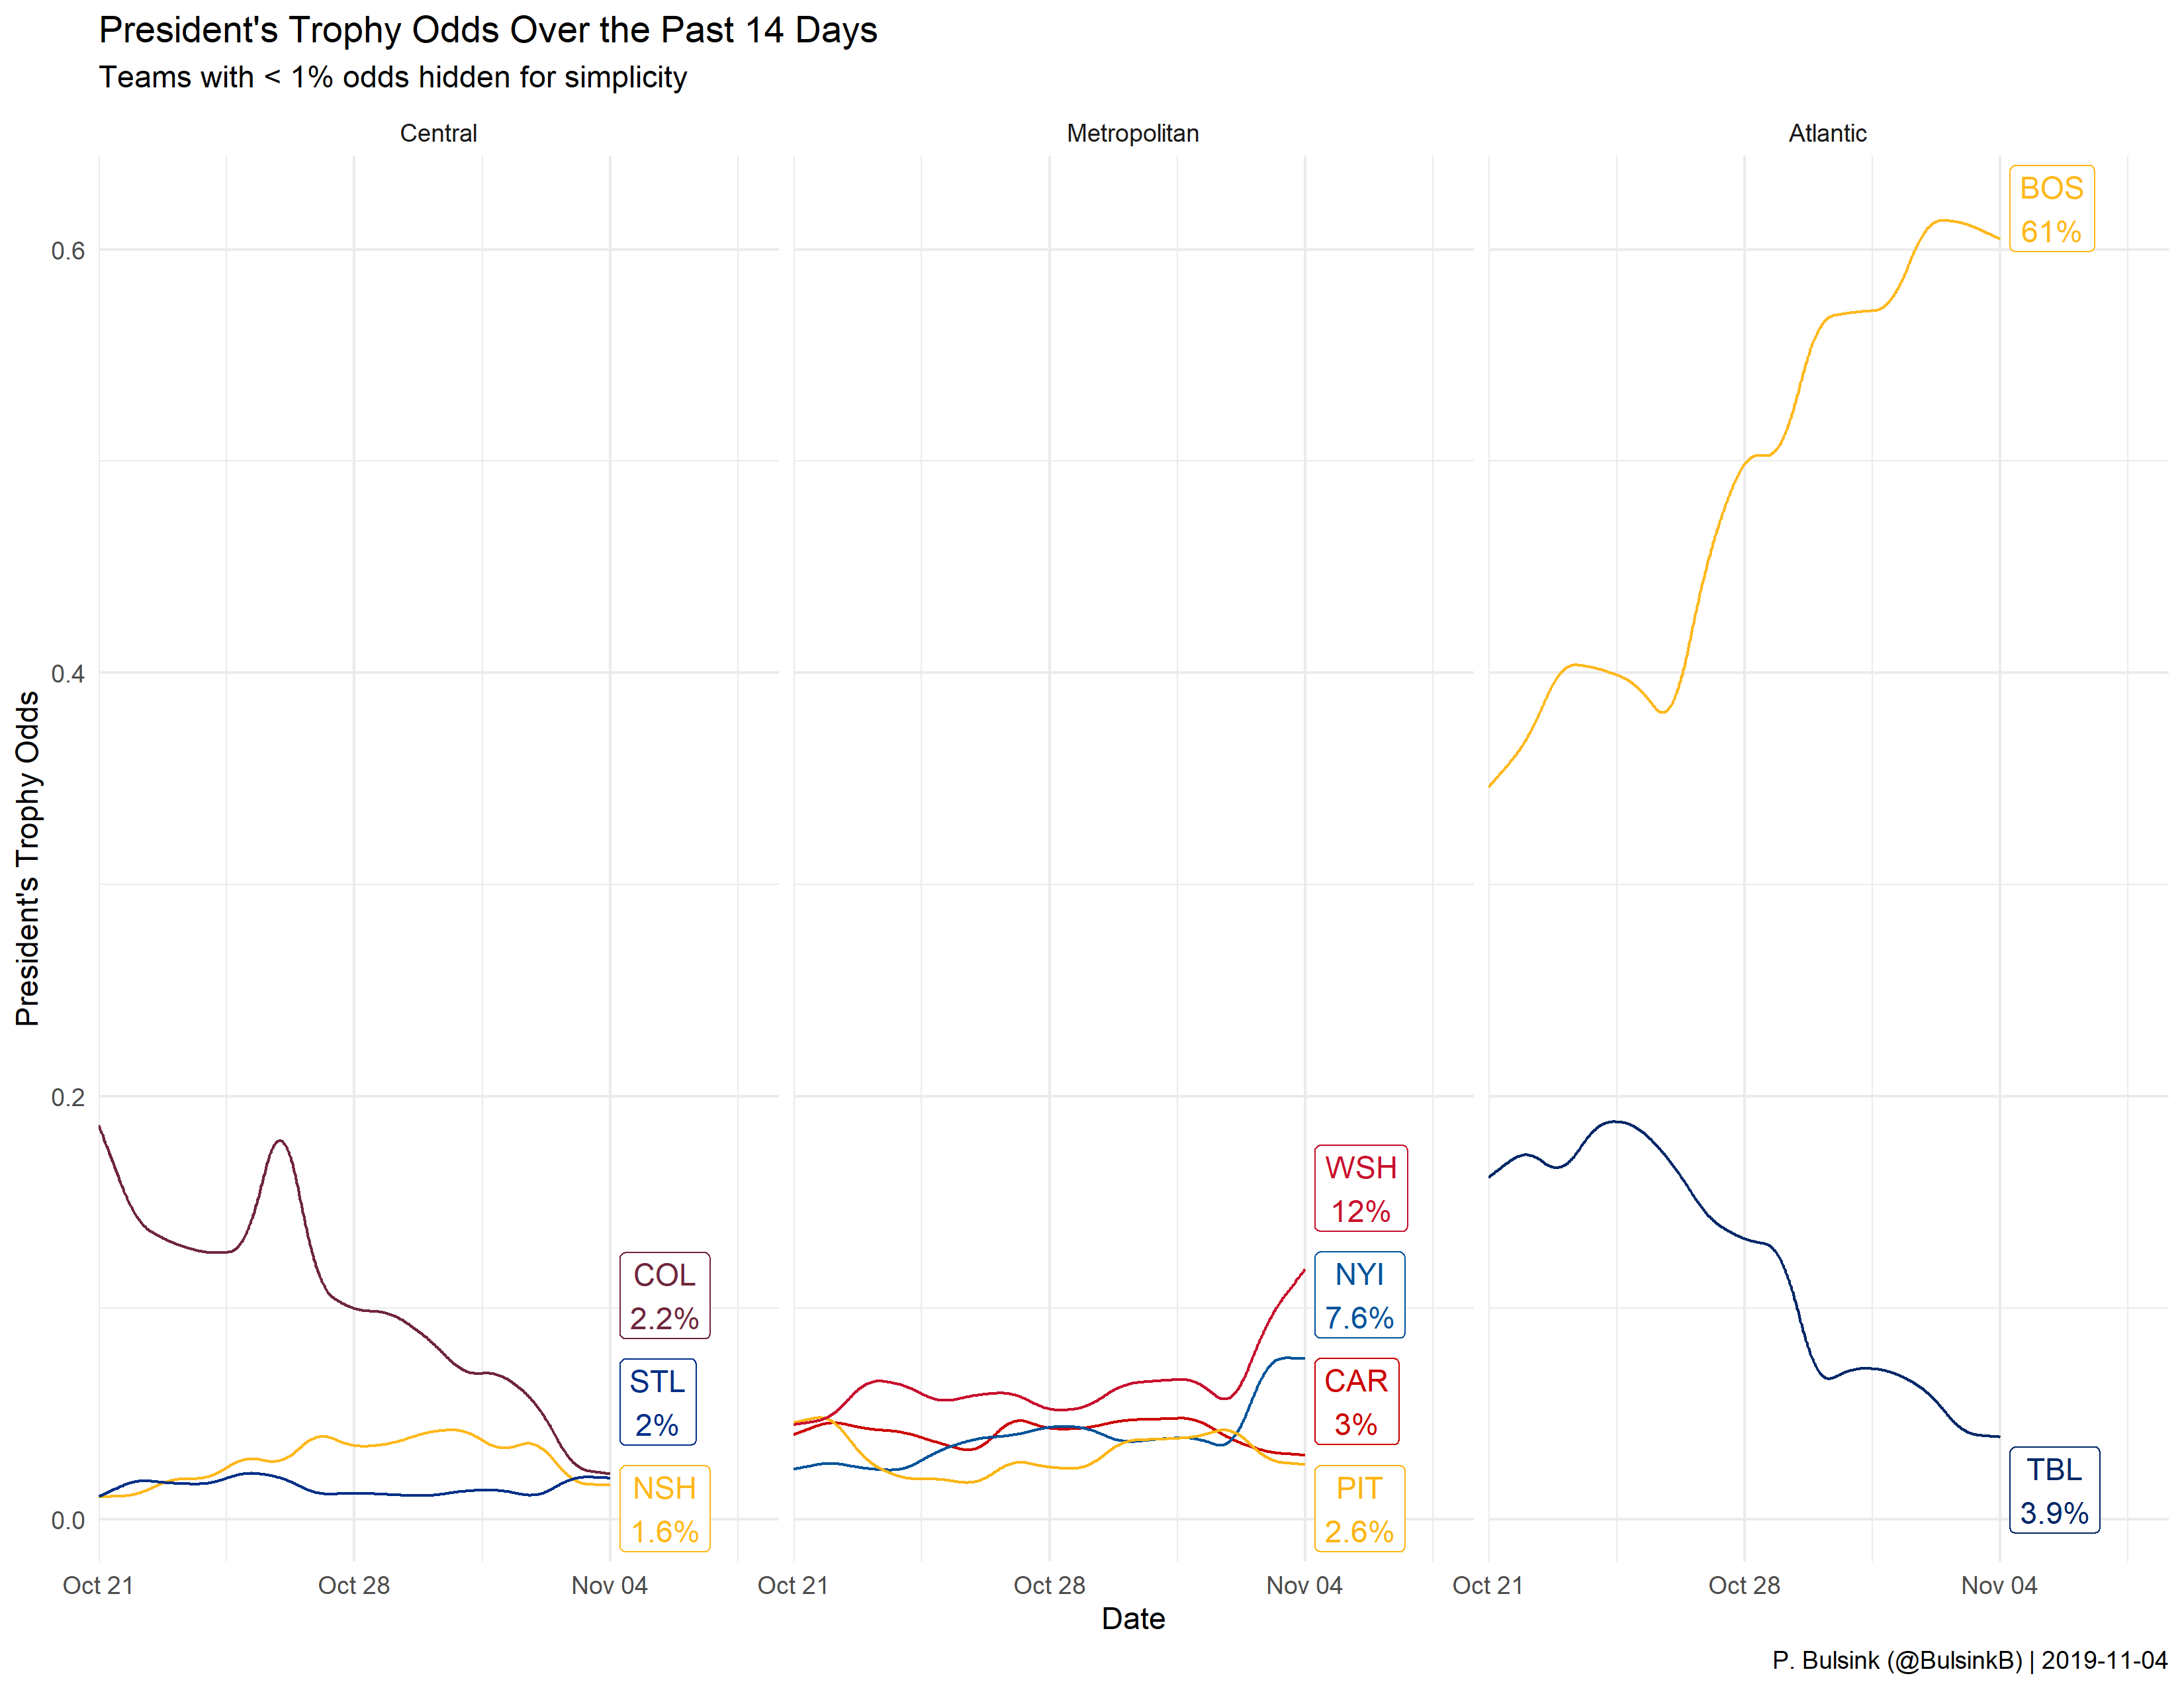 President's Trophy Odds Over the Past 14 Days
Teams with < 1% odds hidden for simplicity
Central
Metropolitan
Atlantic
President's Trophy Odds
0.6
0.4
0.2
0.0
COL
2.2%
STL
2%
NSH
1.6%
WSH
12%
NYI
7.6%
CAR
3%
PIT
2.6%
BOS
61%
TBL
3.9%
Oct 21
Oct 28
Nov 04
Oct 21
Oct 28
Nov 04
Oct 21
Oct 28
Nov 04
Date
P. Bulsink (@BulsinkB) | 2019-11-04